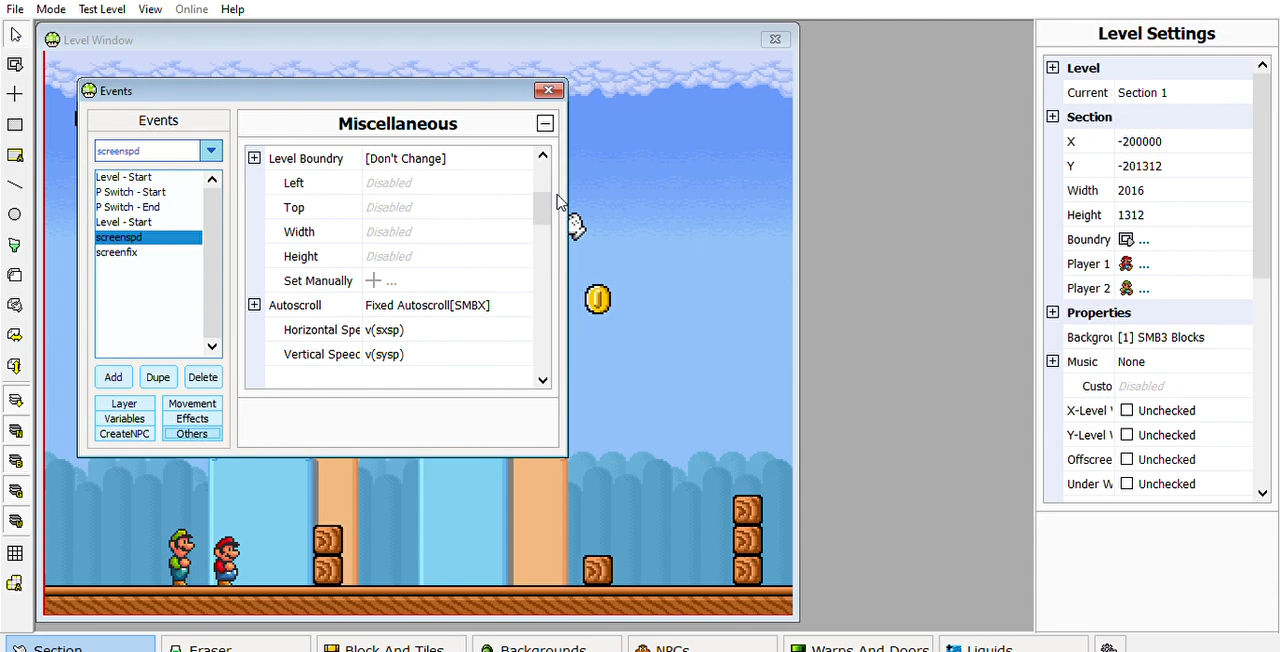 File Mode Test Level View Online Help
Level Window
Level Settings
Level
Current Section 1
Section
X -200000
Y -201312
Width 2016
Height 1312
Boundry ...
Player 1 ...
Player 2 ...
Properties
Backgrou [1] SMB3 Blocks
Music None
Custo Disabled
X-Level Unchecked
Y-Level Unchecked
Offscree Unchecked
Under W Unchecked
Events
Events
screenspd
Level - Start
P Switch - Start
P Switch - End
Level - Start
screenspd
screenfix
Add Dupe Delete
Layer Movement
Variables Effects
CreateNPC Others
Miscellaneous
Level Boundry [Don't Change]
Left Disabled
Top Disabled
Width Disabled
Height Disabled
Set Manually ...
Autoscroll Fixed Autoscroll[SMBX]
Horizontal Spe v(sxsp)
Vertical Speed v(sysp)
Section Eraser Block And Tiles Backgrounds NPCs Warps And Doors Liquids